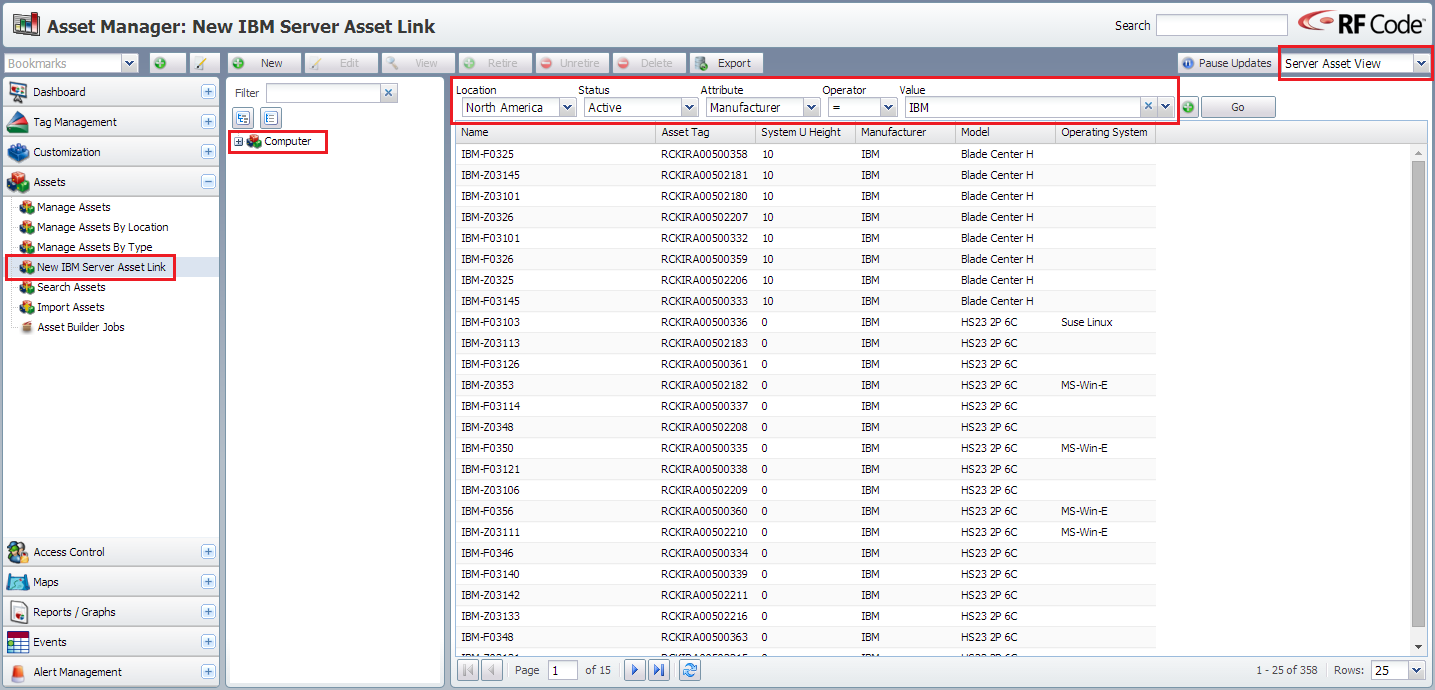 Asset Manager: New IBM Server Asset Link
Search
RF Code
Bookmarks
New Edit View Retire Unretire Delete Export
Pause Updates Server Asset View
Dashboard
Tag Management
Customization
Assets
Manage Assets
Manage Assets By Location
Manage Assets By Type
New IBM Server Asset Link
Search Assets
Import Assets
Asset Builder Jobs
Access Control
Maps
Reports / Graphs
Events
Alert Management
Filter
Computer
Location Status Attribute Operator Value
North America Active Manufacturer = IBM Go
Name Asset Tag System U Height Manufacturer Model Operating System
IBM-F0325 RCKIRA00500358 10 IBM Blade Center H
IBM-Z03145 RCKIRA00502181 10 IBM Blade Center H
IBM-Z03101 RCKIRA00502180 10 IBM Blade Center H
IBM-Z0326 RCKIRA00502207 10 IBM Blade Center H
IBM-F03101 RCKIRA00500332 10 IBM Blade Center H
IBM-F0326 RCKIRA00500359 10 IBM Blade Center H
IBM-Z0325 RCKIRA00502206 10 IBM Blade Center H
IBM-F03145 RCKIRA00500333 10 IBM Blade Center H
IBM-F03103 RCKIRA00500336 0 IBM HS23 2P 6C Suse Linux
IBM-Z03113 RCKIRA00502183 0 IBM HS23 2P 6C
IBM-F03126 RCKIRA00500361 0 IBM HS23 2P 6C
IBM-Z0353 RCKIRA00502182 0 IBM HS23 2P 6C MS-Win-E
IBM-F03114 RCKIRA00500337 0 IBM HS23 2P 6C
IBM-Z0348 RCKIRA00502208 0 IBM HS23 2P 6C
IBM-F0350 RCKIRA00500335 0 IBM HS23 2P 6C MS-Win-E
IBM-F03121 RCKIRA00500338 0 IBM HS23 2P 6C
IBM-Z03106 RCKIRA00502209 0 IBM HS23 2P 6C
IBM-F0356 RCKIRA00500360 0 IBM HS23 2P 6C MS-Win-E
IBM-Z03111 RCKIRA00502210 0 IBM HS23 2P 6C MS-Win-E
IBM-F0346 RCKIRA00500334 0 IBM HS23 2P 6C
IBM-F03140 RCKIRA00500339 0 IBM HS23 2P 6C
IBM-Z03142 RCKIRA00502211 0 IBM HS23 2P 6C
IBM-Z03133 RCKIRA00502216 0 IBM HS23 2P 6C
IBM-F0348 RCKIRA00500363 0 IBM HS23 2P 6C
Page 1 of 15 1 - 25 of 358 Rows: 25